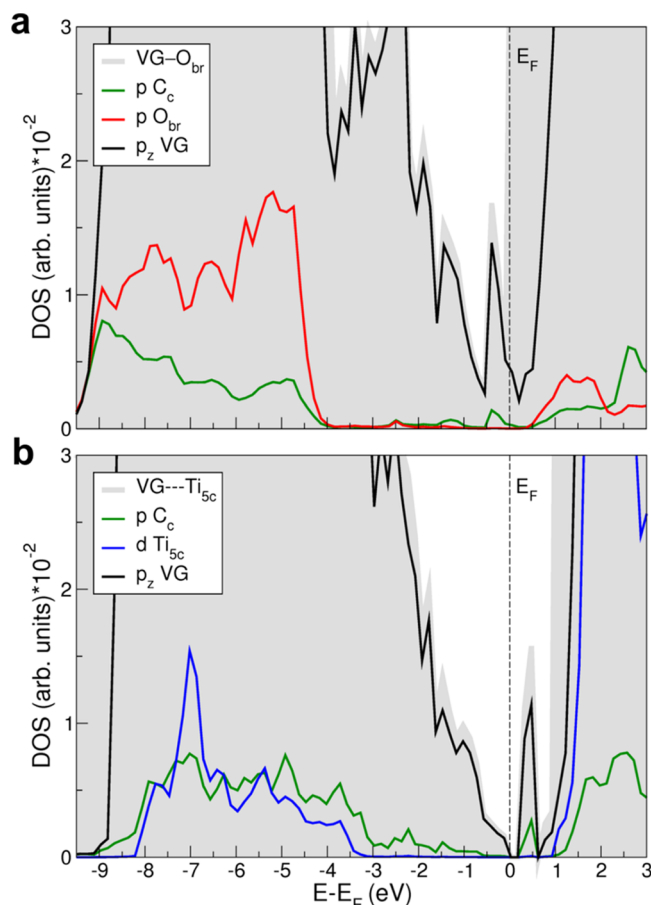 a
3
2
1
0
DOS (arb. units)*10⁻²
VG–O_br
p C_c
p O_br
p_z VG
E_F
b
3
2
1
0
DOS (arb. units)*10⁻²
VG---Ti_5c
p C_c
d Ti_5c
p_z VG
E_F
-9 -8 -7 -6 -5 -4 -3 -2 -1 0 1 2 3
E-E_F (eV)